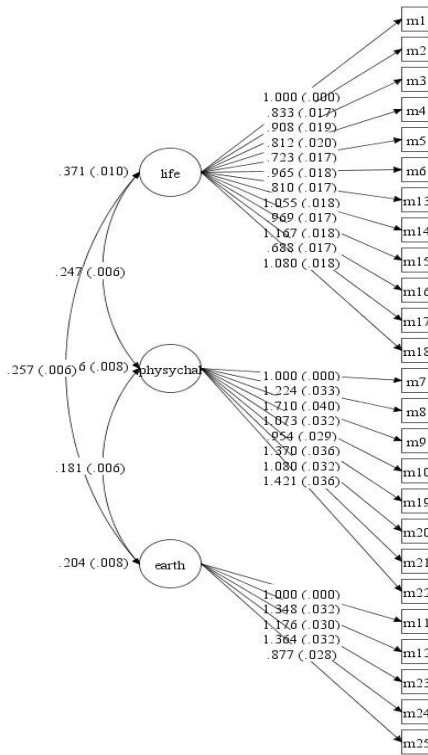 m1
m2
m3
m4
m5
m6
m13
m14
m15
m16
m17
m18
1.000 (.000)
.833 (.017)
.908 (.019)
.812 (.020)
.723 (.017)
.965 (.018)
.810 (.017)
1.055 (.018)
.969 (.017)
1.167 (.018)
.688 (.017)
1.080 (.018)
.371 (.010)
life
.247 (.006)
.257 (.006)
6 (.008)
physychal
1.000 (.000)
1.224 (.033)
1.710 (.040)
1.073 (.032)
.954 (.029)
1.370 (.036)
1.080 (.032)
1.421 (.036)
m7
m8
m9
m10
m19
m20
m21
m22
.181 (.006)
.204 (.008)
earth
1.000 (.000)
1.348 (.032)
1.176 (.030)
1.364 (.032)
.877 (.028)
m11
m12
m23
m24
m25